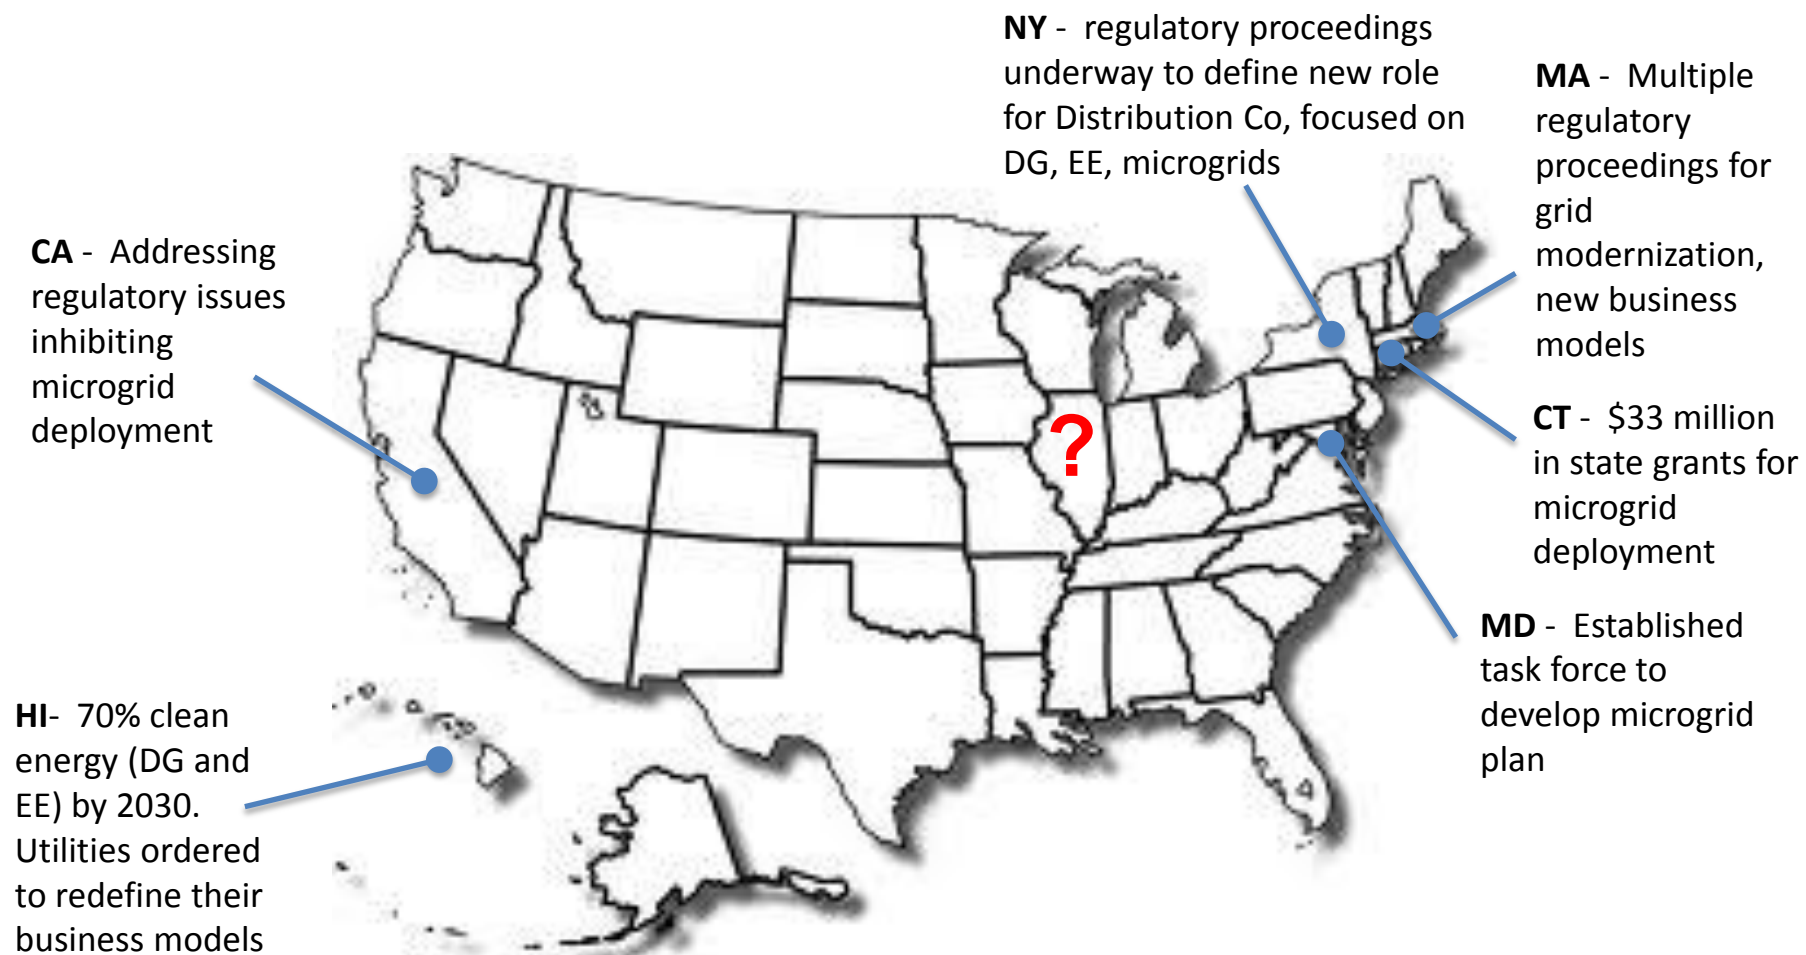 NY - regulatory proceedings
underway to define new role
for Distribution Co, focused on
DG, EE, microgrids
MA - Multiple
regulatory
proceedings for
grid
modernization,
new business
models
CA - Addressing
regulatory issues
inhibiting
microgrid
deployment
?
CT - $33 million
in state grants for
microgrid
deployment
MD - Established
task force to
develop microgrid
plan
HI- 70% clean
energy (DG and
EE) by 2030.
Utilities ordered
to redefine their
business models